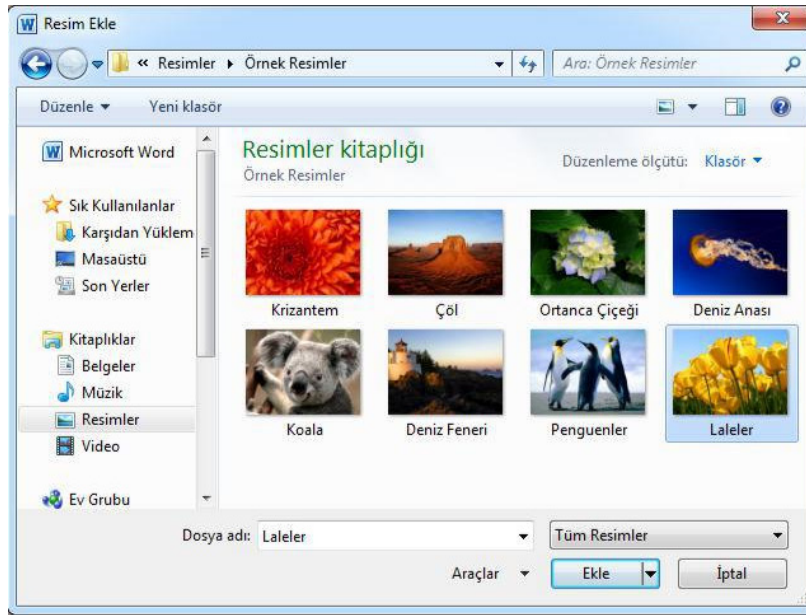 Resim Ekle
« Resimler ▸ Örnek Resimler
Ara: Örnek Resimler
Düzenle
Yeni klasör
Microsoft Word
Sık Kullanılanlar
Karşıdan Yüklem
Masaüstü
Son Yerler
Kitaplıklar
Belgeler
Müzik
Resimler
Video
Ev Grubu
Resimler kitaplığı
Örnek Resimler
Düzenleme ölçütü: Klasör
Krizantem
Çöl
Ortanca Çiçeği
Deniz Anası
Koala
Deniz Feneri
Penguenler
Laleler
Dosya adı: Laleler
Tüm Resimler
Araçlar
Ekle
İptal